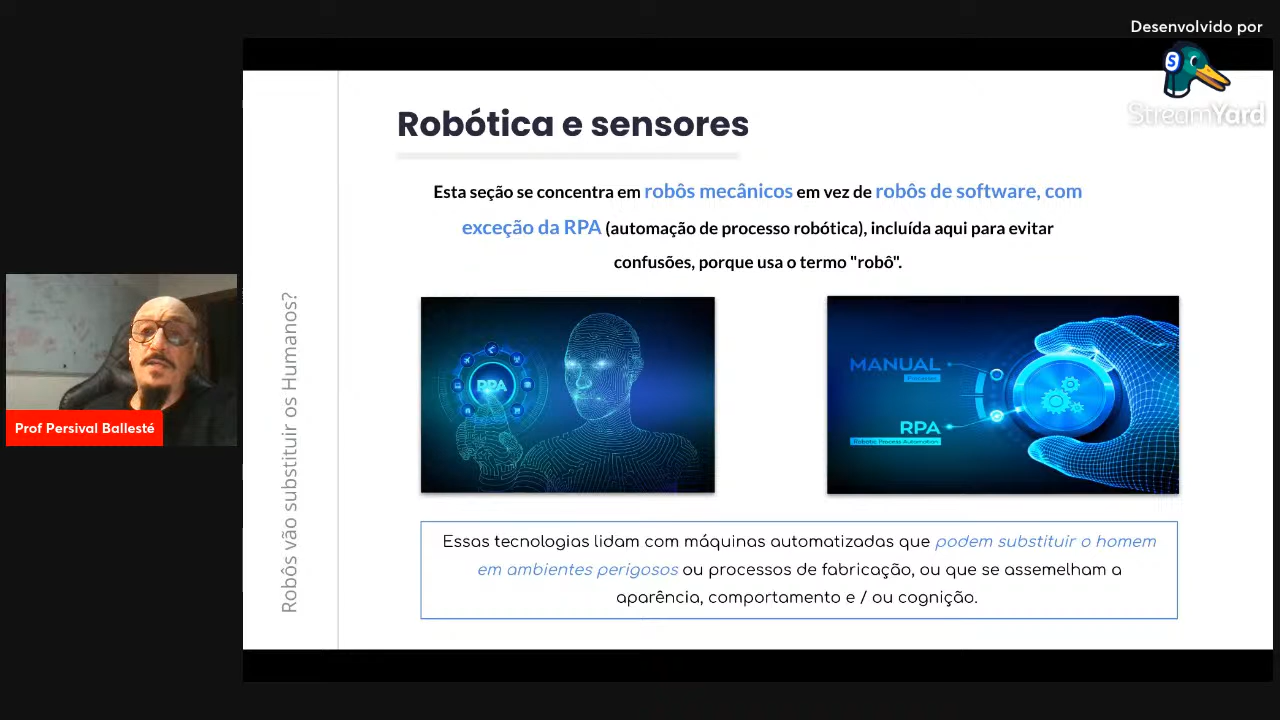 Desenvolvido por
S
StreamYard
Robótica e sensores
Esta seção se concentra em robôs mecânicos em vez de robôs de software, com
exceção da RPA (automação de processo robótica), incluída aqui para evitar
confusões, porque usa o termo "robô".
Robôs vão substituir os Humanos?
RPA
MANUAL
Processes
RPA
Robotic Process Automation
Prof Persival Ballesté
Essas tecnologias lidam com máquinas automatizadas que podem substituir o homem
em ambientes perigosos ou processos de fabricação, ou que se assemelham a
aparência, comportamento e / ou cognição.